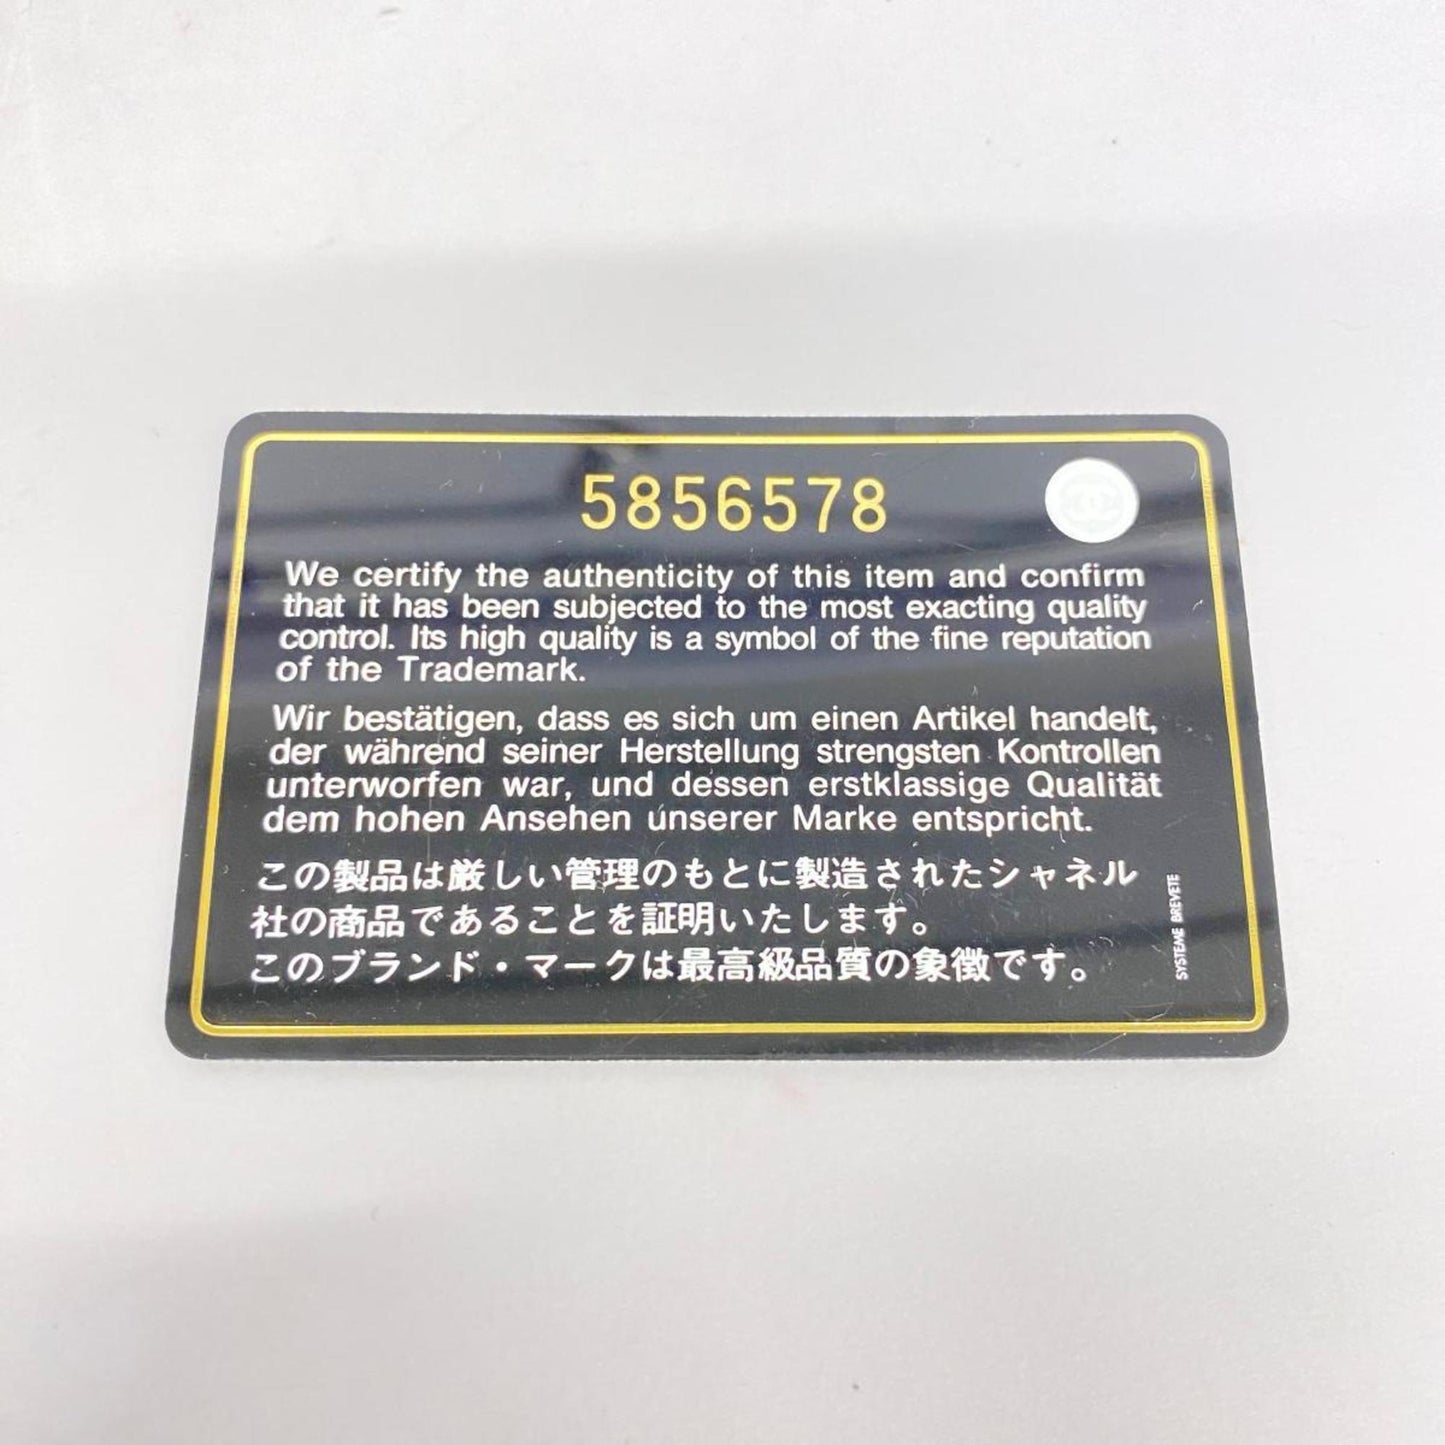 5856578
We certify the authenticity of this item and confirm
that it has been subjected to the most exacting quality
control. Its high quality is a symbol of the fine reputation
of the Trademark.
Wir bestätigen, dass es sich um einen Artikel handelt,
der während seiner Herstellung strengsten Kontrollen
unterworfen war, und dessen erstklassige Qualität
dem hohen Ansehen unserer Marke entspricht.
この製品は厳しい管理のもとに製造されたシャネル
社の商品であることを証明いたします。
このブランド・マークは最高級品質の象徴です。
SYSTEME BREVETE